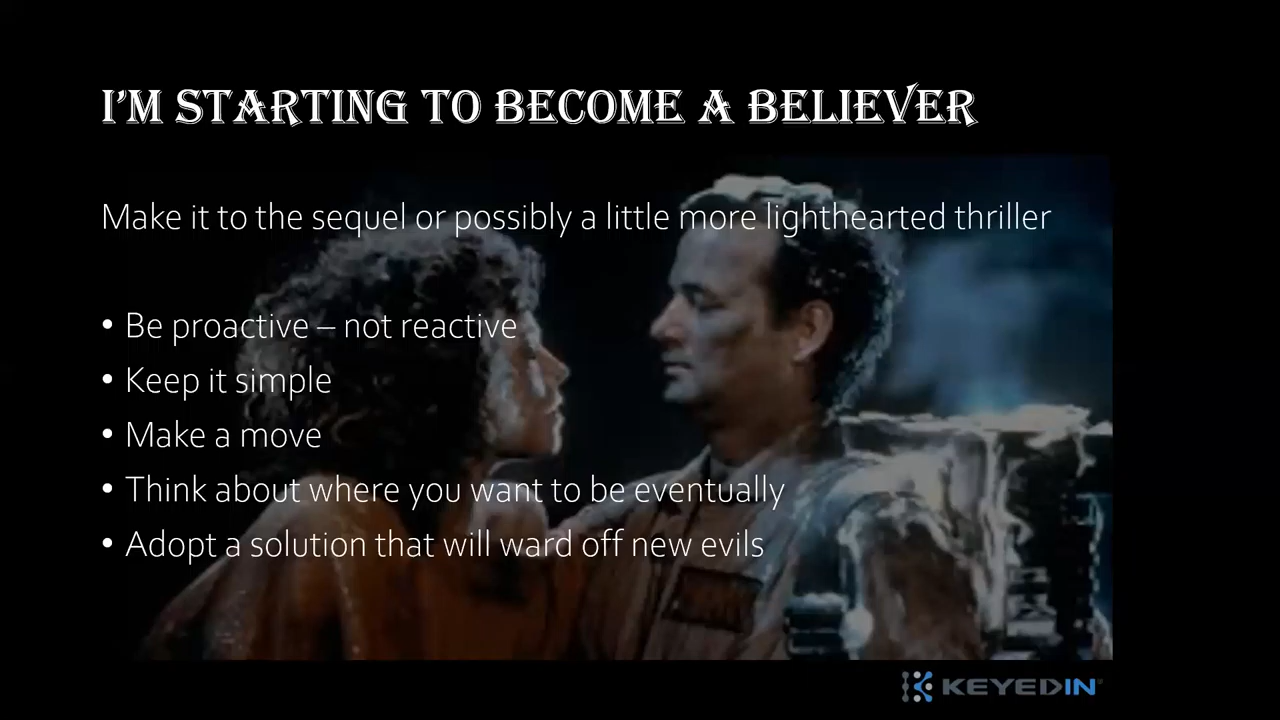 I'M STARTING TO BECOME A BELIEVER
Make it to the sequel or possibly a little more lighthearted thriller
• Be proactive – not reactive
• Keep it simple
• Make a move
• Think about where you want to be eventually
• Adopt a solution that will ward off new evils
KEYEDIN